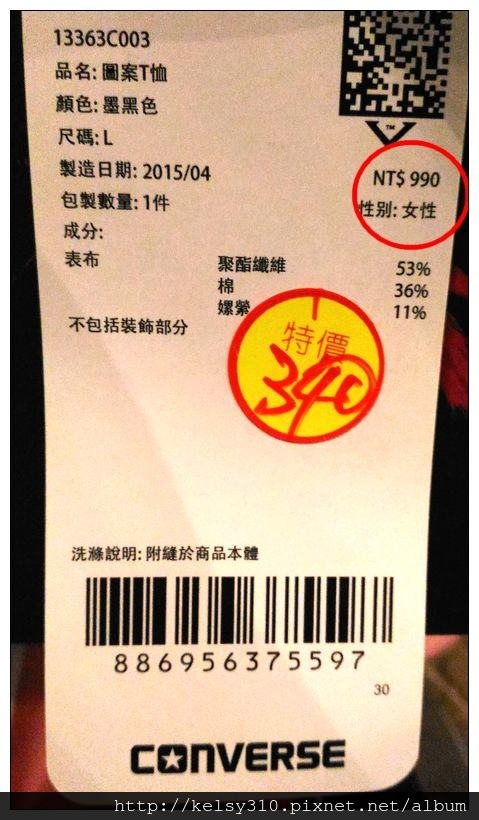 13363C003
品名: 圖案T恤
顏色: 墨黑色
尺碼: L
製造日期: 2015/04
NT$ 990
包製數量: 1件
性别: 女性
成分:
表布
聚酯纖維 53%
棉 36%
嫘縈 11%
不包括裝飾部分
特價
340
洗滌說明: 附縫於商品本體
886956375597
30
CONVERSE
http://kelsy310.pixnet.net/album